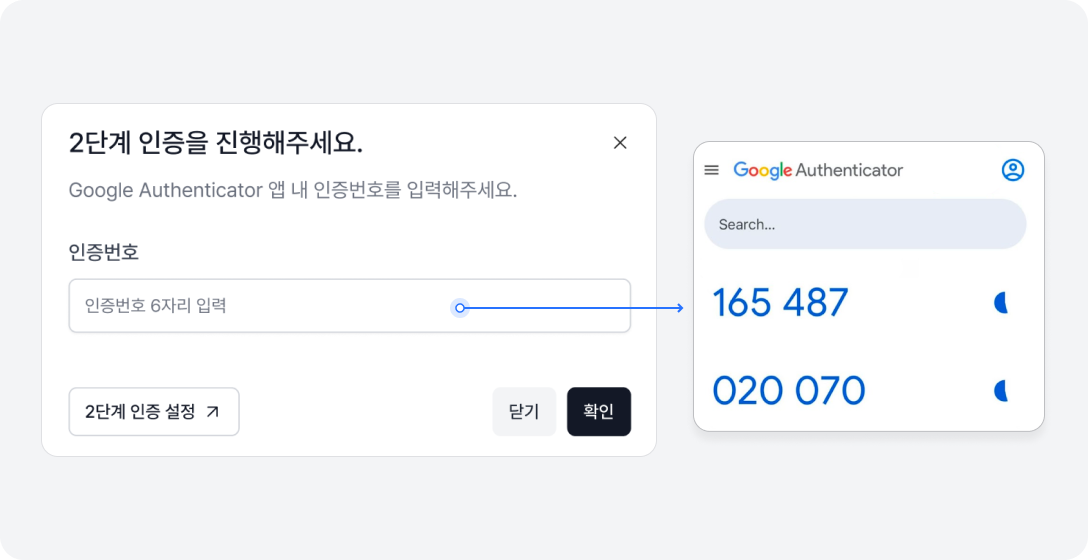 2단계 인증을 진행해주세요.
Google Authenticator 앱 내 인증번호를 입력해주세요.
인증번호
인증번호 6자리 입력
2단계 인증 설정
닫기
확인
Google Authenticator
Search...
165 487
020 070